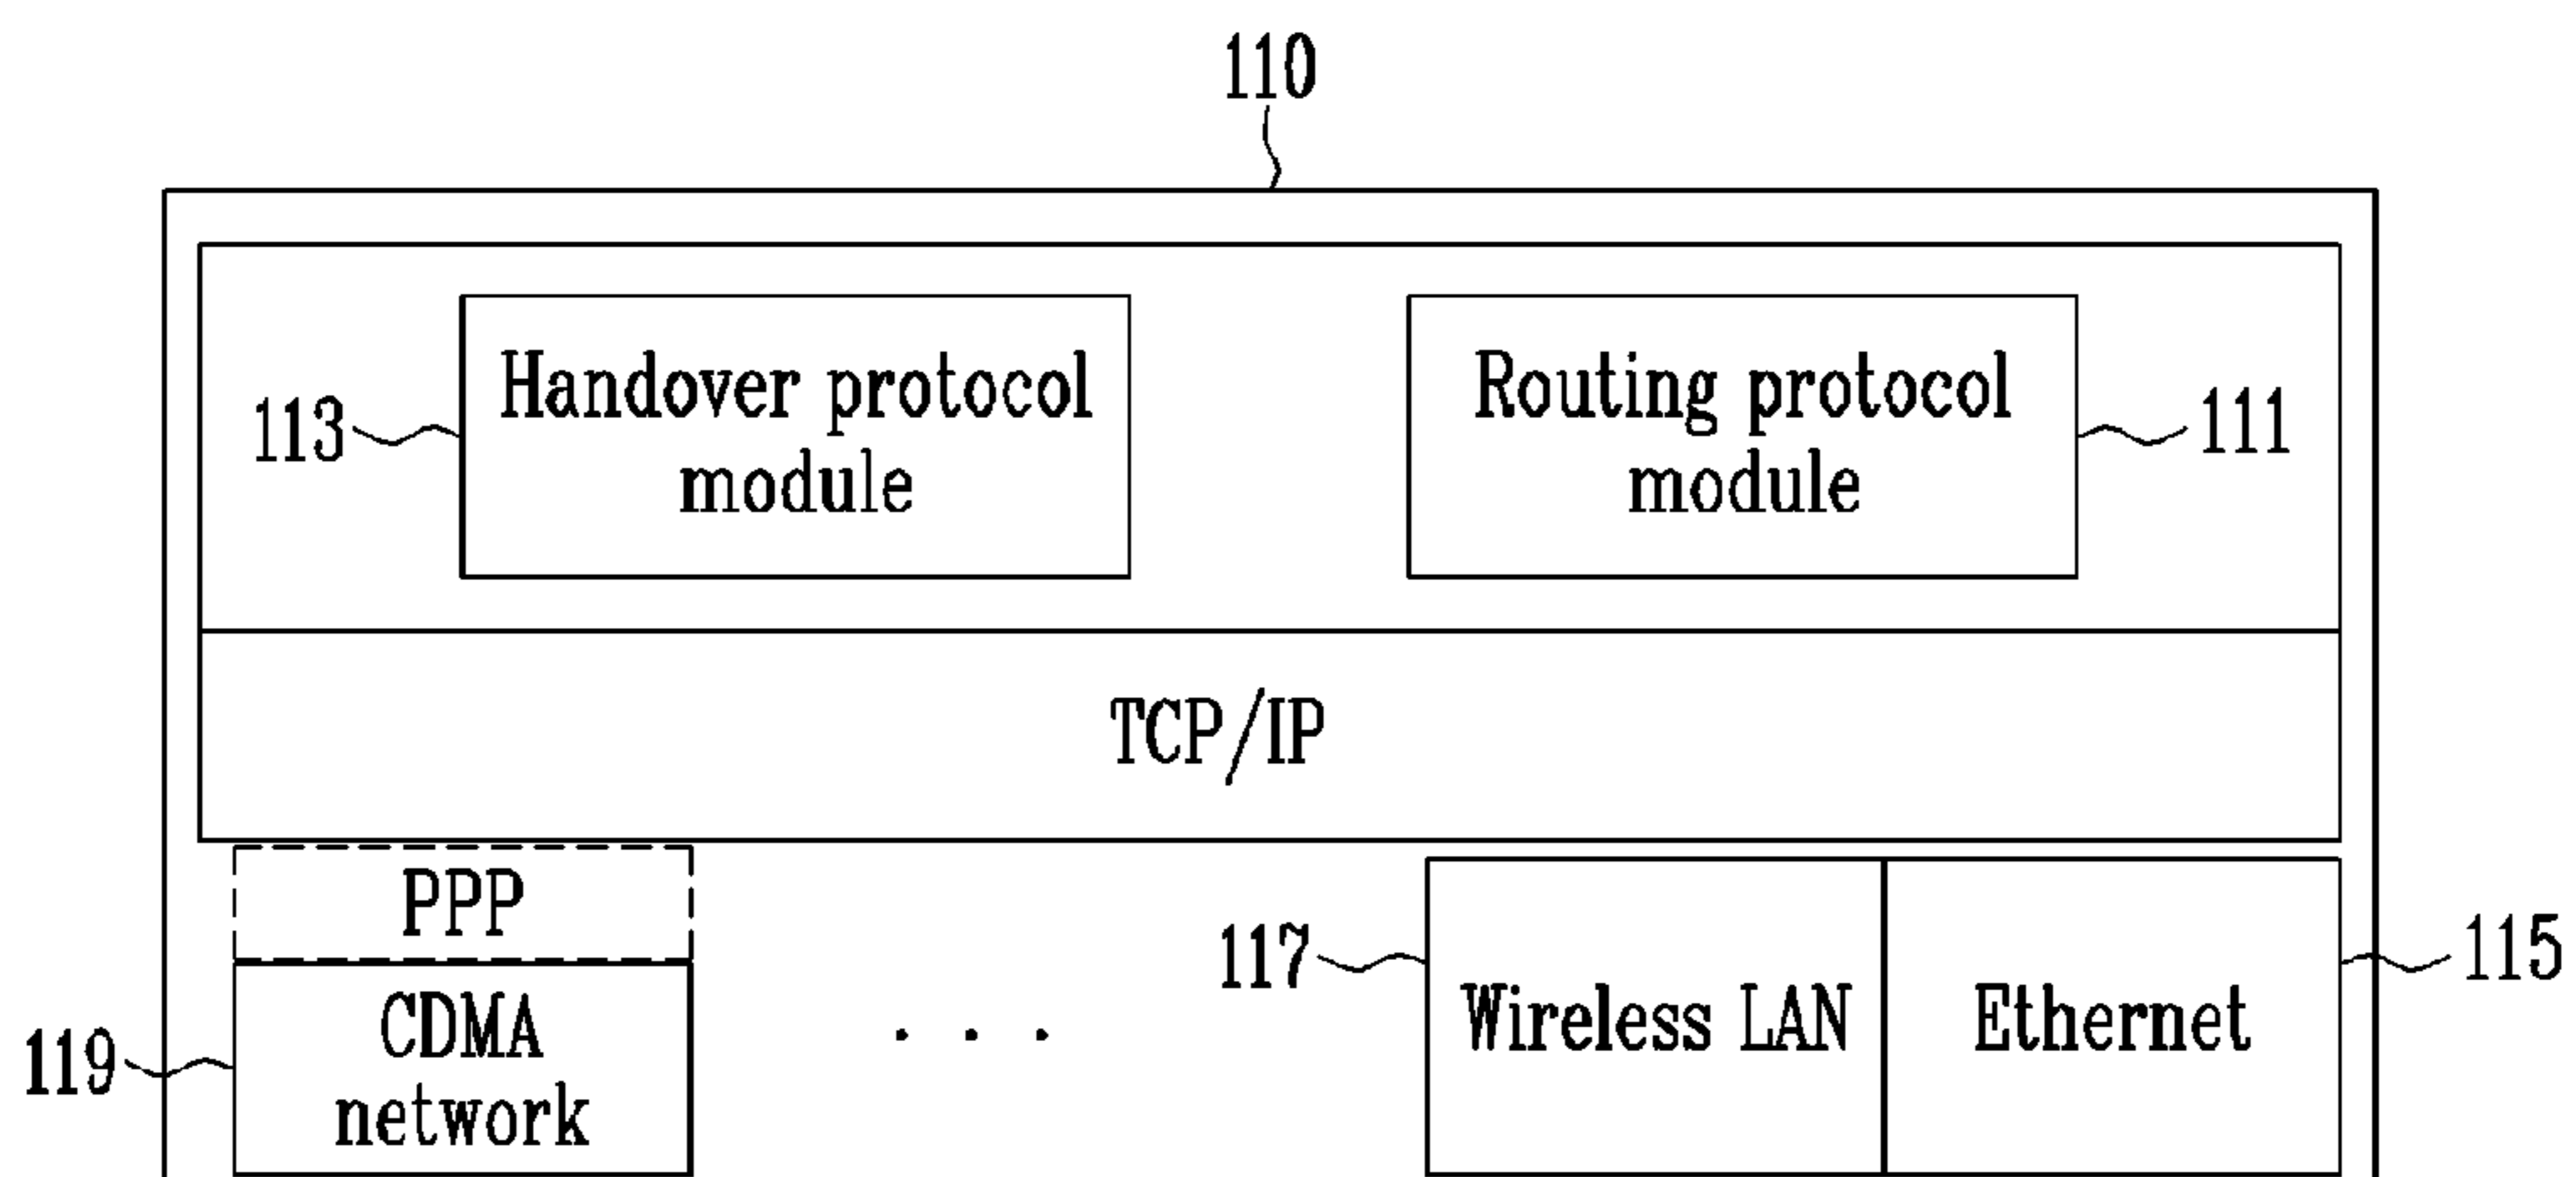 110
Handover protocol
module
113
Routing protocol
module
111
TCP/IP
PPP
CDMA
network
119
. . .
117
Wireless LAN
Ethernet
115